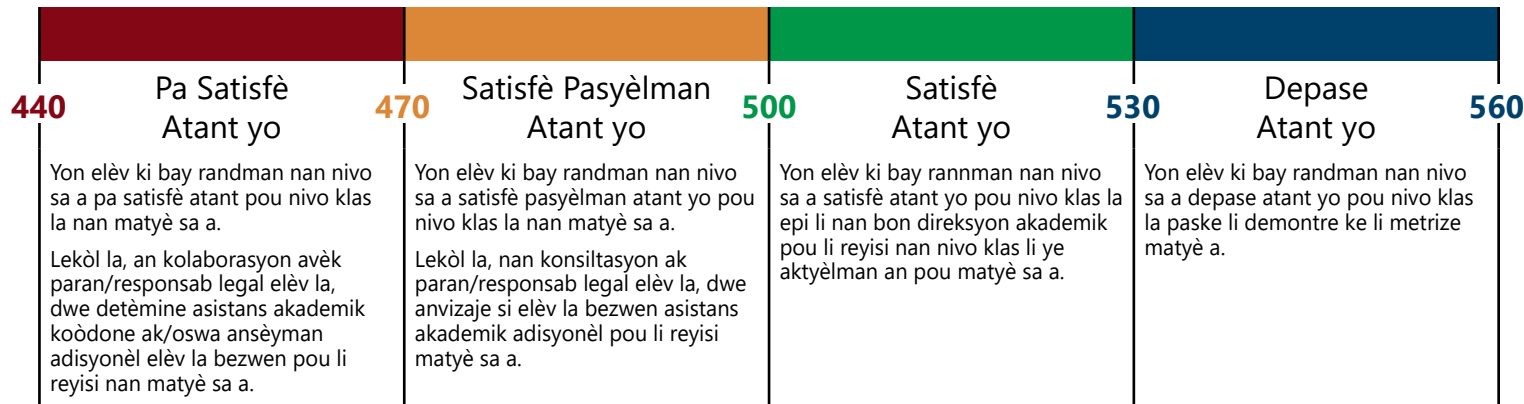 440
Pa Satisfè
Atant yo
470
Satisfè Pasyèlman
Atant yo
500
Satisfè
Atant yo
530
Depase
Atant yo
560
Yon elèv ki bay randman nan nivo
sa a pa satisfè atant pou nivo klas
la nan matyè sa a.
Lekòl la, an kolaborasyon avèk
paran/responsab legal elèv la,
dwe detèmine asistans akademik
koòdone ak/oswa ansèyman
adisyonèl elèv la bezwen pou li
reyisi nan matyè sa a.
Yon elèv ki bay randman nan nivo
sa a satisfè pasyèlman atant yo pou
nivo klas la nan matyè sa a.
Lekòl la, nan konsiltasyon ak
paran/responsab legal elèv la, dwe
anvizaje si elèv la bezwen asistans
akademik adisyonèl pou li reyisi
matyè sa a.
Yon elèv ki bay rannman nan nivo
sa a satisfè atant yo pou nivo klas la
epi li nan bon direksyon akademik
pou li reyisi nan nivo klas li ye
aktyèlman an pou matyè sa a.
Yon elèv ki bay randman nan nivo
sa a depase atant yo pou nivo klas
la paske li demontre ke li metrize
matyè a.